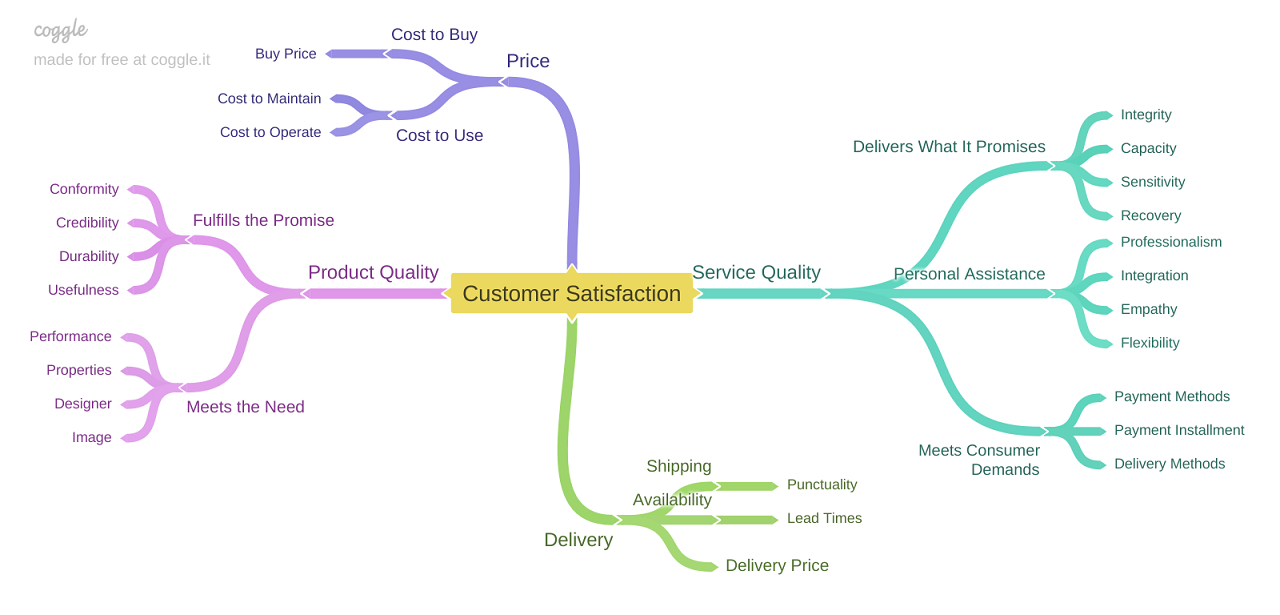 coggle
made for free at coggle.it
Cost to Buy
Buy Price
Price
Cost to Maintain
Cost to Operate
Cost to Use
Conformity
Credibility
Durability
Usefulness
Fulfills the Promise
Product Quality
Performance
Properties
Designer
Image
Meets the Need
Customer Satisfaction
Service Quality
Delivers What It Promises
Integrity
Capacity
Sensitivity
Recovery
Personal Assistance
Professionalism
Integration
Empathy
Flexibility
Meets Consumer
Demands
Payment Methods
Payment Installment
Delivery Methods
Shipping
Punctuality
Availability
Lead Times
Delivery
Delivery Price